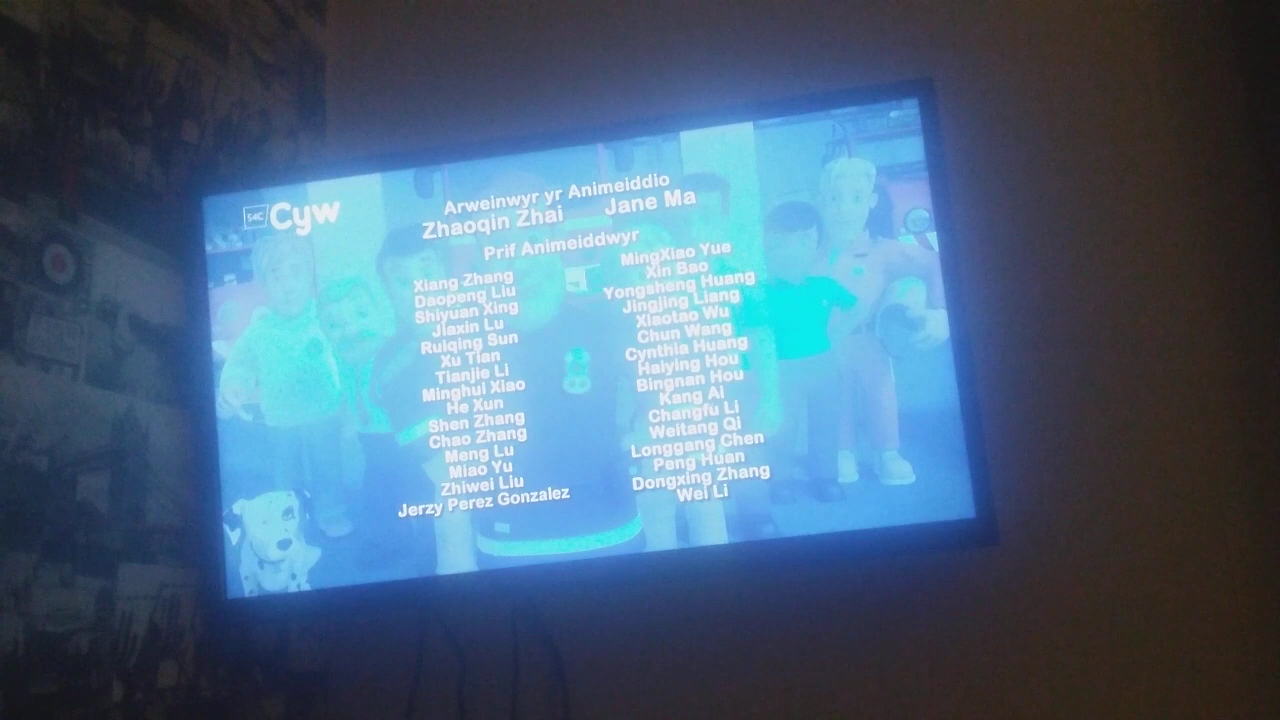 S4C Cyw
Arweinwyr yr Animeiddio
Zhaoqin Zhai Jane Ma
Prif Animeiddwyr
Xiang Zhang
Daopeng Liu
Shiyuan Xing
Jiaxin Lu
Ruiqing Sun
Xu Tian
Tianjie Li
Minghui Xiao
He Xun
Shen Zhang
Chao Zhang
Meng Lu
Miao Yu
Zhiwei Liu
Jerzy Perez Gonzalez
MingXiao Yue
Xin Bao
Yongsheng Huang
Jingjing Liang
Xiaotao Wu
Chun Wang
Cynthia Huang
Haiying Hou
Bingnan Hou
Kang Ai
Changfu Li
Weitang Qi
Longgang Chen
Peng Huan
Dongxing Zhang
Wei Li